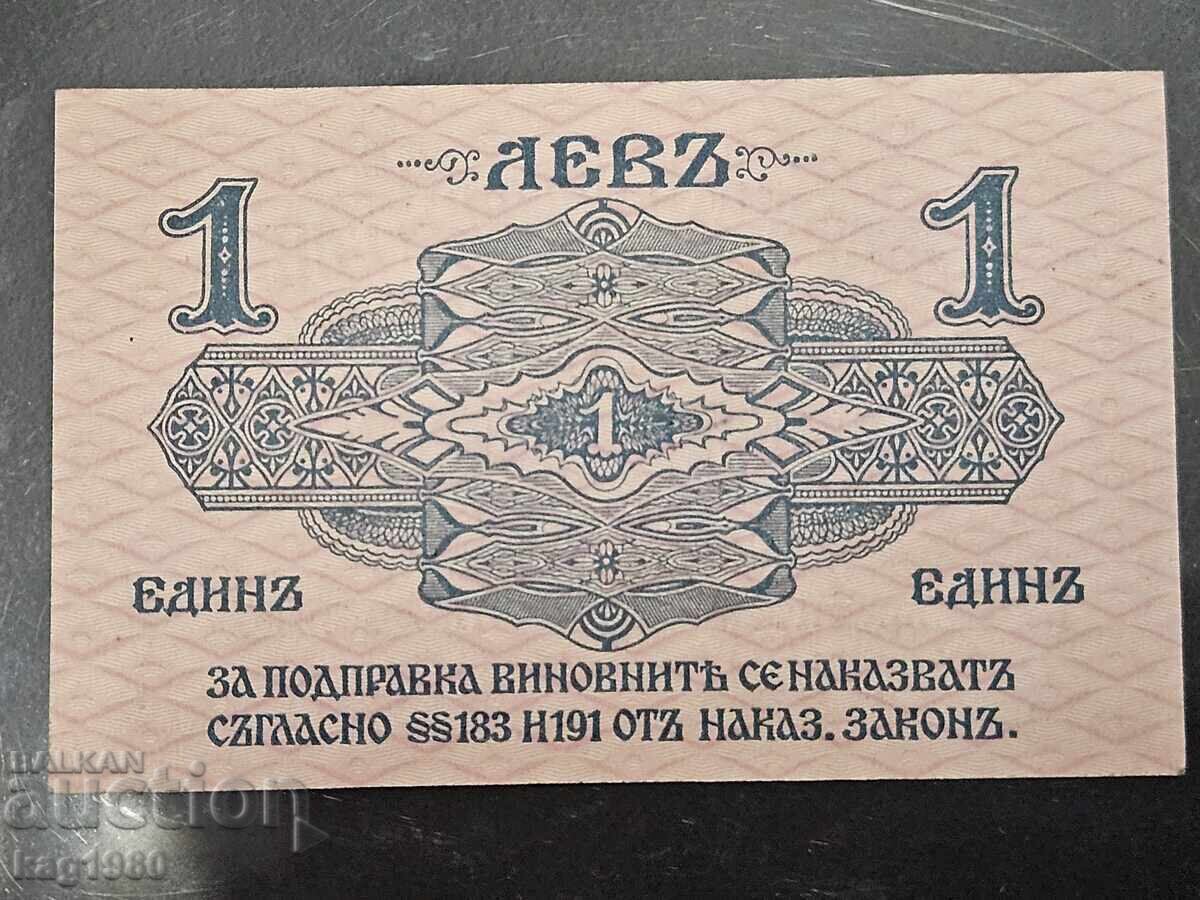 ЛЕВЪ
1 1
1
ЕДИНЪ ЕДИНЪ
ЗА ПОДПРАВКА ВИНОВНИТѢ СЕ НАКАЗВАТЪ
СЪГЛАСНО §§183 И 191 ОТЪ НАКАЗ. ЗАКОНЪ.
BALKAN
auction
kag1980